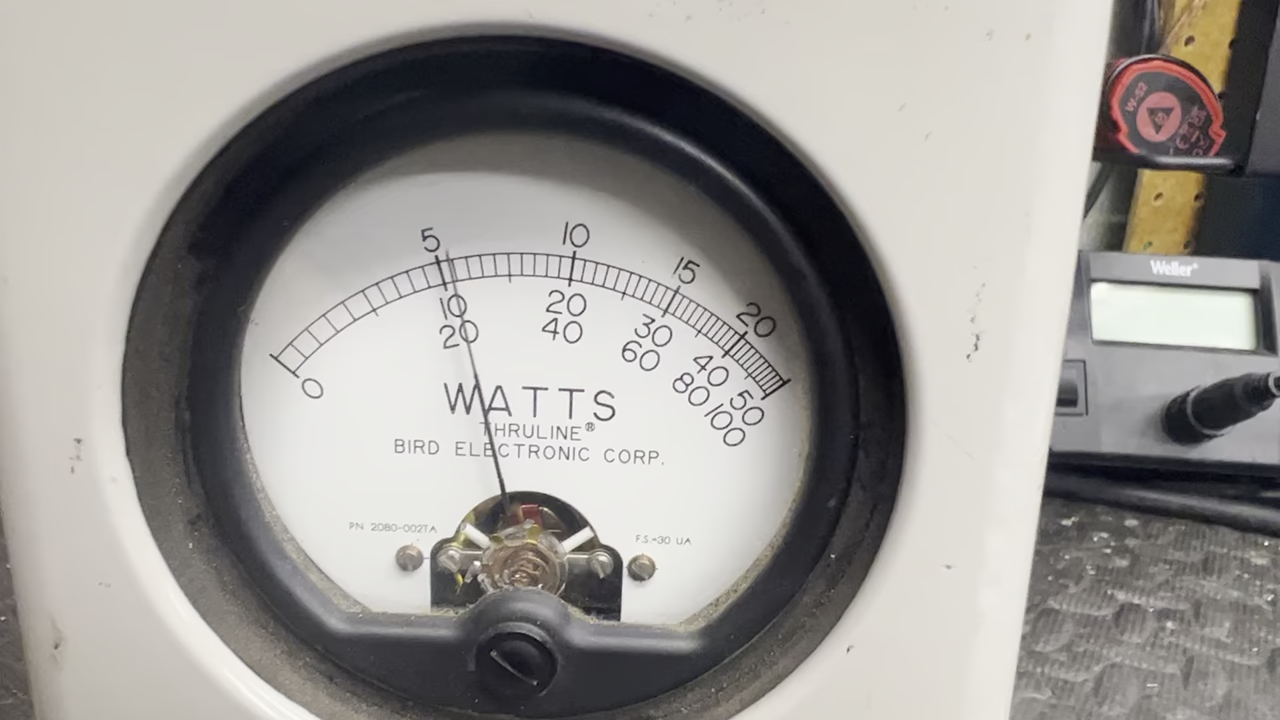 5 10 15 20
10 20 30 40 50
20 40 60 80 100
0
WATTS
THRULINE®
BIRD ELECTRONIC CORP.
PN 2080-002TA
F.S.=30 UA
Weller®